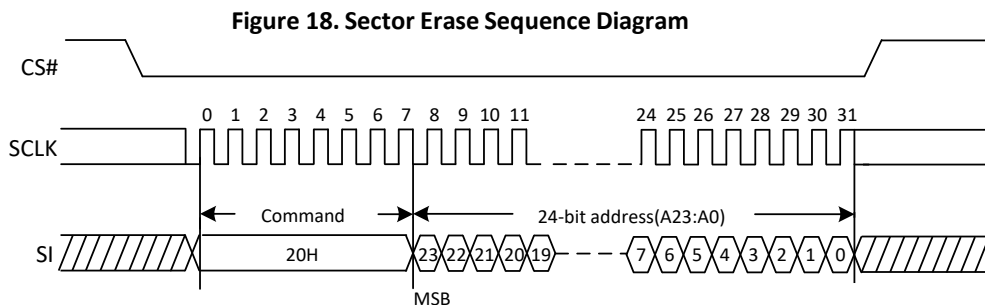 Figure 18. Sector Erase Sequence Diagram
CS#
0 1 2 3 4 5 6 7 8 9 10 11 24 25 26 27 28 29 30 31
SCLK
Command 24-bit address(A23:A0)
SI 20H 23 22 21 20 19 7 6 5 4 3 2 1 0
MSB